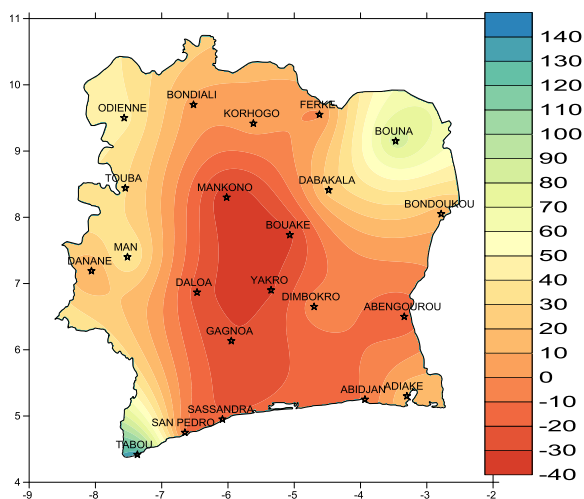 11
10
9
8
7
6
5
4
-9
-8
-7
-6
-5
-4
-3
-2
ODIENNE
BONDIALI
KORHOGO
FERKE
BOUNA
TOUBA
MANKONO
DABAKALA
BONDOUKOU
BOUAKE
MAN
DANANE
DALOA
YAKRO
DIMBOKRO
ABENGOUROU
GAGNOA
ABIDJAN
ADIAKE
SASSANDRA
SAN PEDRO
TABOU
140
130
120
110
100
90
80
70
60
50
40
30
20
10
0
-10
-20
-30
-40